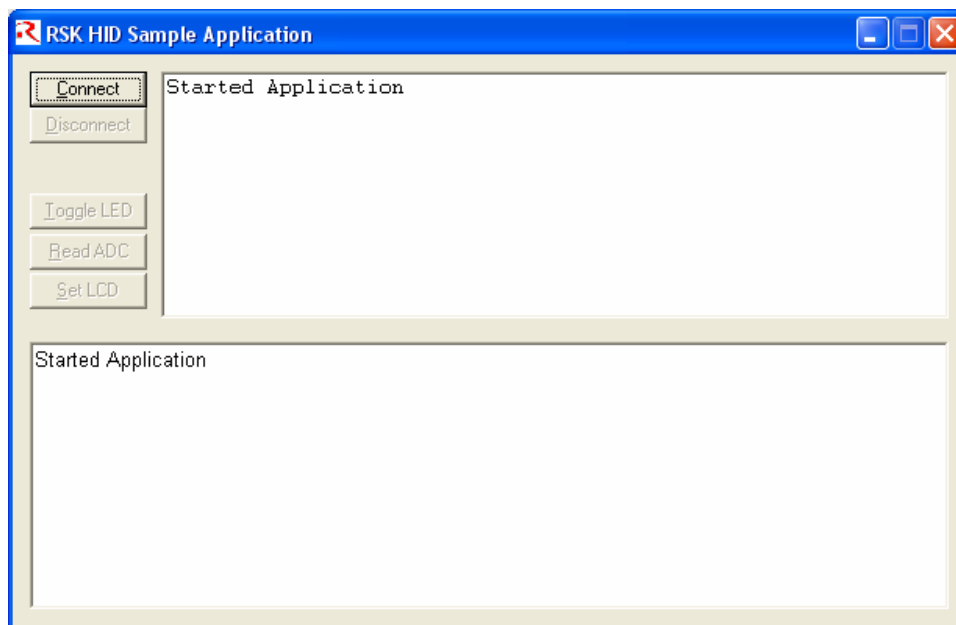 RSK HID Sample Application
Connect
Started Application
Disconnect
Toggle LED
Read ADC
Set LCD
Started Application